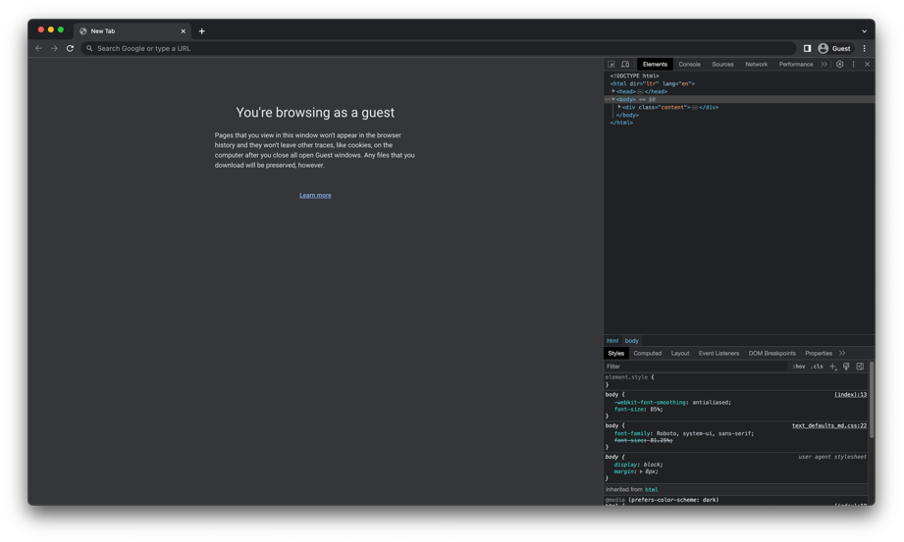 New Tab
Search Google or type a URL
Guest
You're browsing as a guest
Pages that you view in this window won't appear in the browser
history and they won't leave other traces, like cookies, on the
computer after you close all open Guest windows. Any files that you
download will be preserved, however.
Learn more
Elements Console Sources Network Performance
<!DOCTYPE html>
<html dir="ltr" lang="en">
<head> </head>
<body> == $0
<div class="content"> </div>
</body>
</html>
html body
Styles Computed Layout Event Listeners DOM Breakpoints Properties
Filter :hov .cls
element.style {
}
body { (index):13
-webkit-font-smoothing: antialiased;
font-size: 85%;
}
body { text_defaults_md.css:22
font-family: Roboto, system-ui, sans-serif;
font-size: 81.25%;
}
body { user agent stylesheet
display: block;
margin: 8px;
}
Inherited from html
@media (prefers-color-scheme: dark)